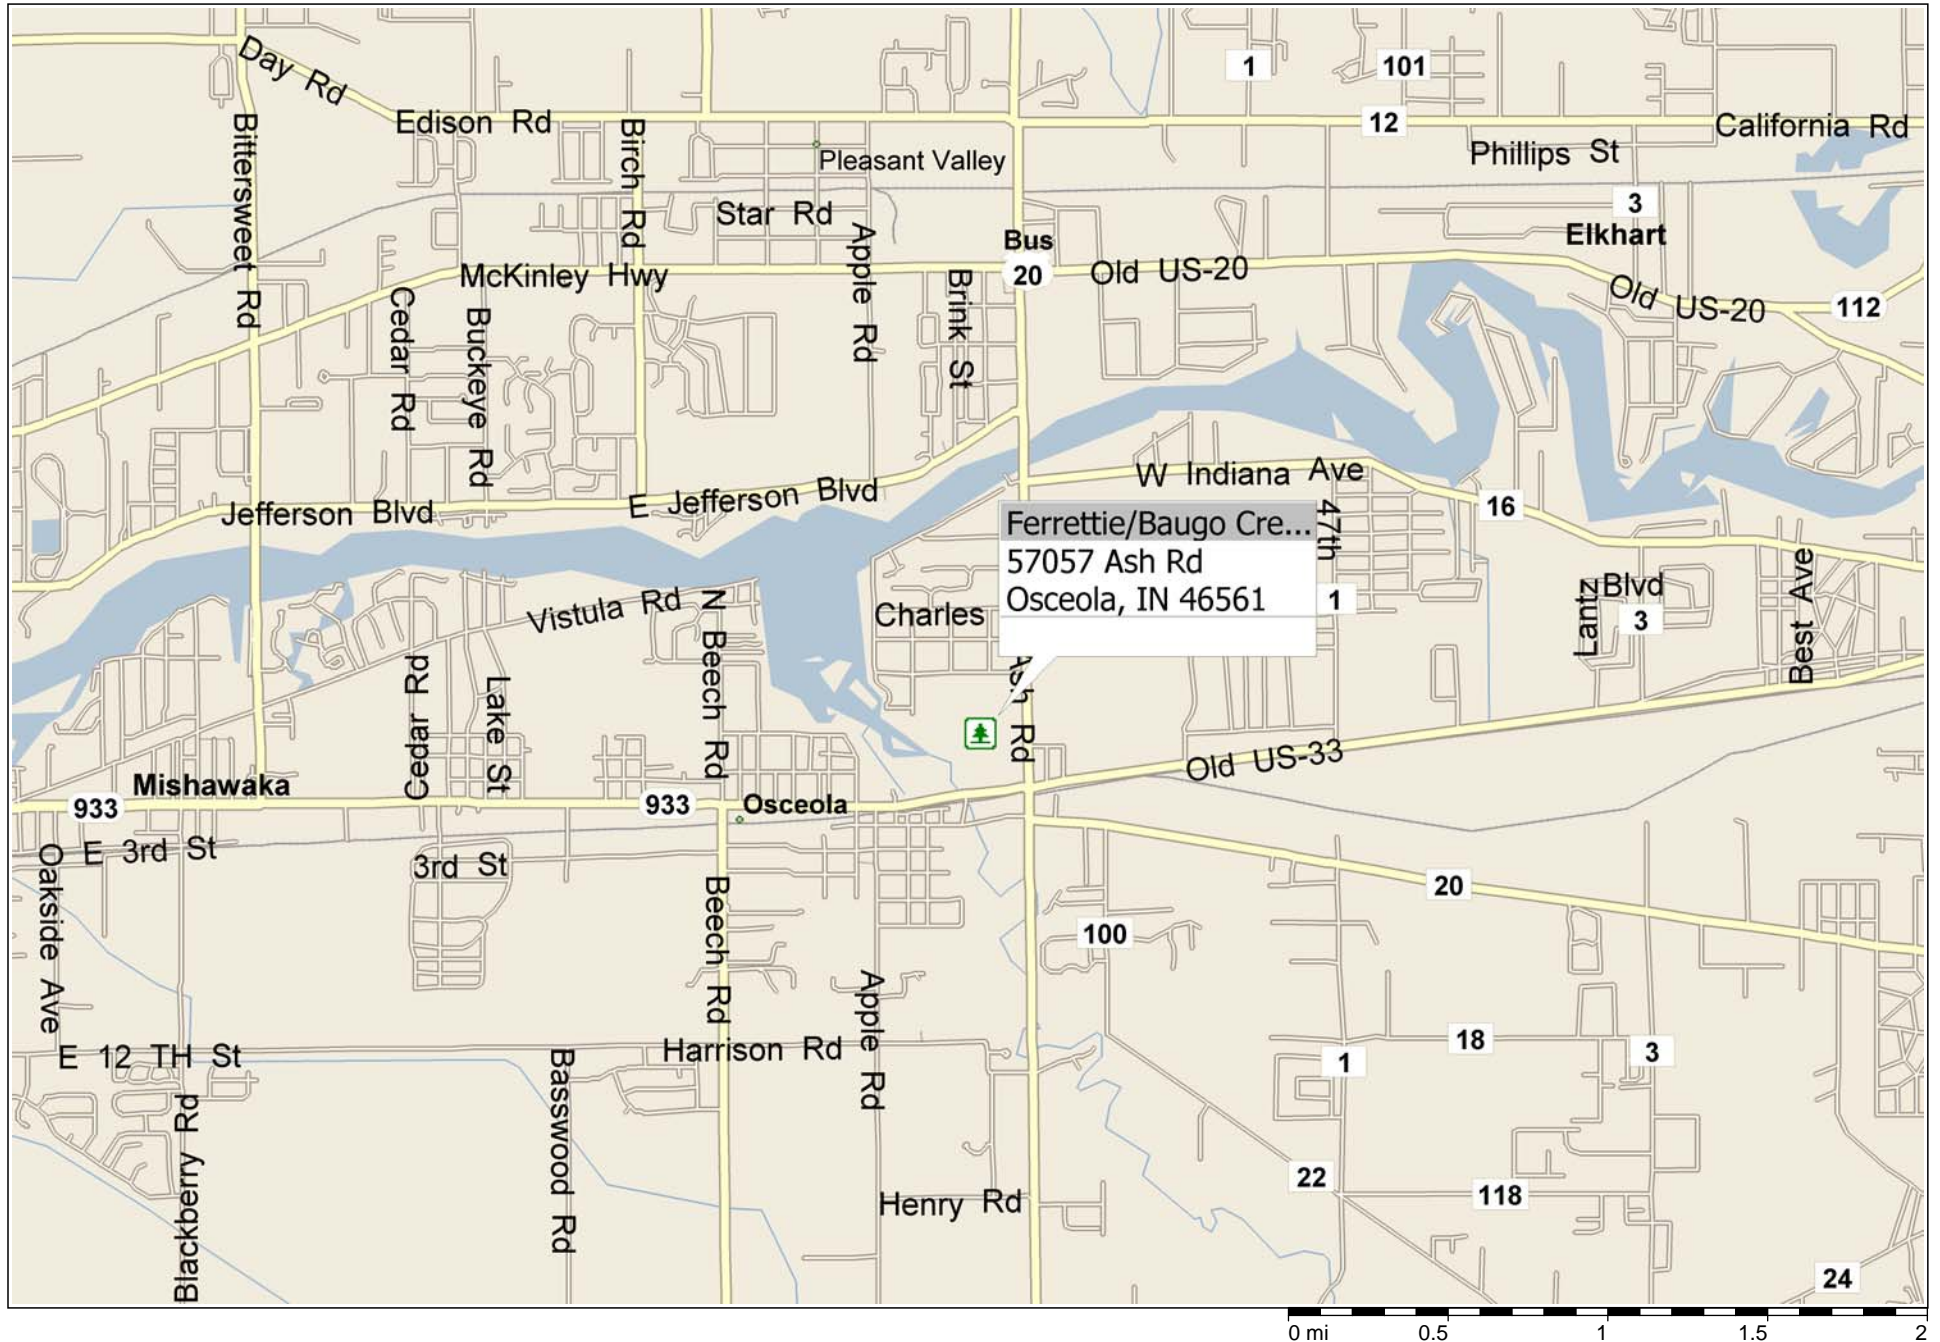 Day Rd
1
101
Edison Rd
12
California Rd
Bittersweet Rd
Birch Rd
Pleasant Valley
Phillips St
Star Rd
3
Elkhart
Apple Rd
Bus
20
McKinley Hwy
Old US-20
Brink St
Old US-20
112
Cedar Rd
Buckeye Rd
W Indiana Ave
16
Jefferson Blvd
E Jefferson Blvd
47th
Ferrettie/Baugo Cre...
57057 Ash Rd
Osceola, IN 46561
1
Vistula Rd
N Beech Rd
Charles
Lantz
Blvd
3
Best Ave
Cedar Rd
Lake St
Ash Rd
Old US-33
Mishawaka
933
933
Osceola
Oakside Ave
E 3rd St
3rd St
20
Beech Rd
100
Apple Rd
E 12 TH St
Harrison Rd
18
1
3
Basswood Rd
Blackberry Rd
22
118
Henry Rd
24
0 mi 0.5 1 1.5 2